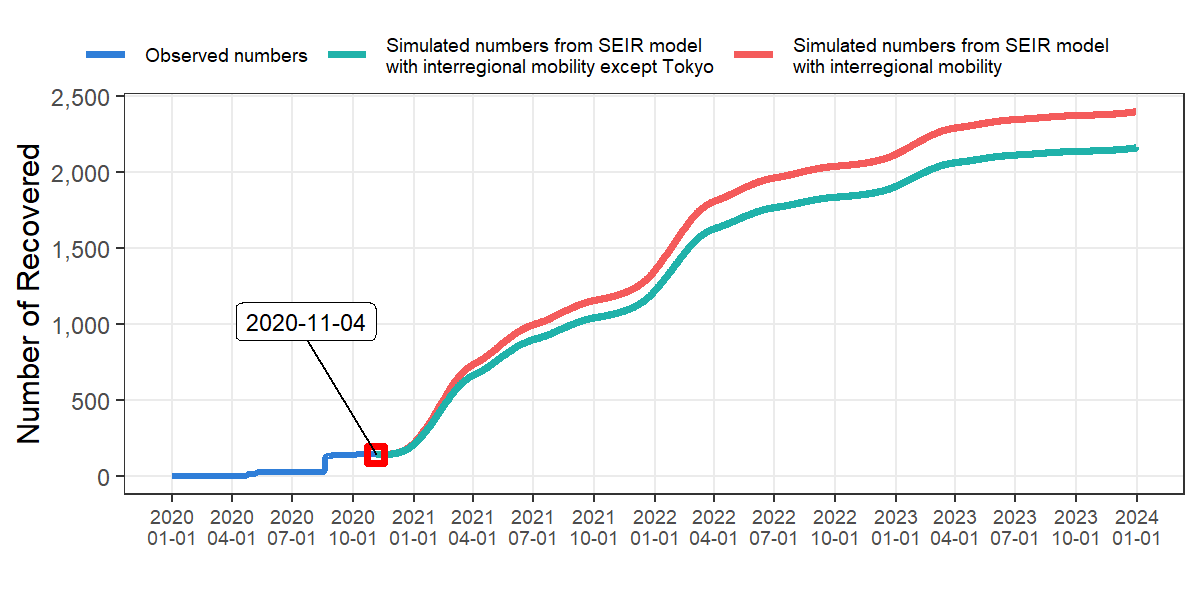 Observed numbers
Simulated numbers from SEIR model
with interregional mobility except Tokyo
Simulated numbers from SEIR model
with interregional mobility
Number of Recovered
2,500
2,000
1,500
1,000
500
0
2020-11-04
2020 2020 2020 2020 2021 2021 2021 2021 2022 2022 2022 2022 2023 2023 2023 2023 2024
01-01 04-01 07-01 10-01 01-01 04-01 07-01 10-01 01-01 04-01 07-01 10-01 01-01 04-01 07-01 10-01 01-01